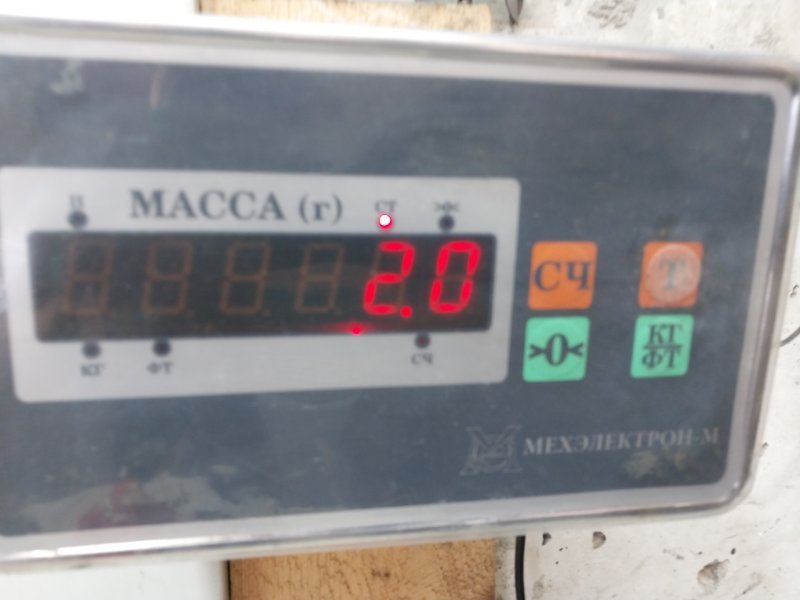 П МАССА (г) СТ >Ж<
2.0
КГ ФТ СЧ
СЧ Т
>0< КГ/ФТ
МЕХЭЛЕКТРОН-М